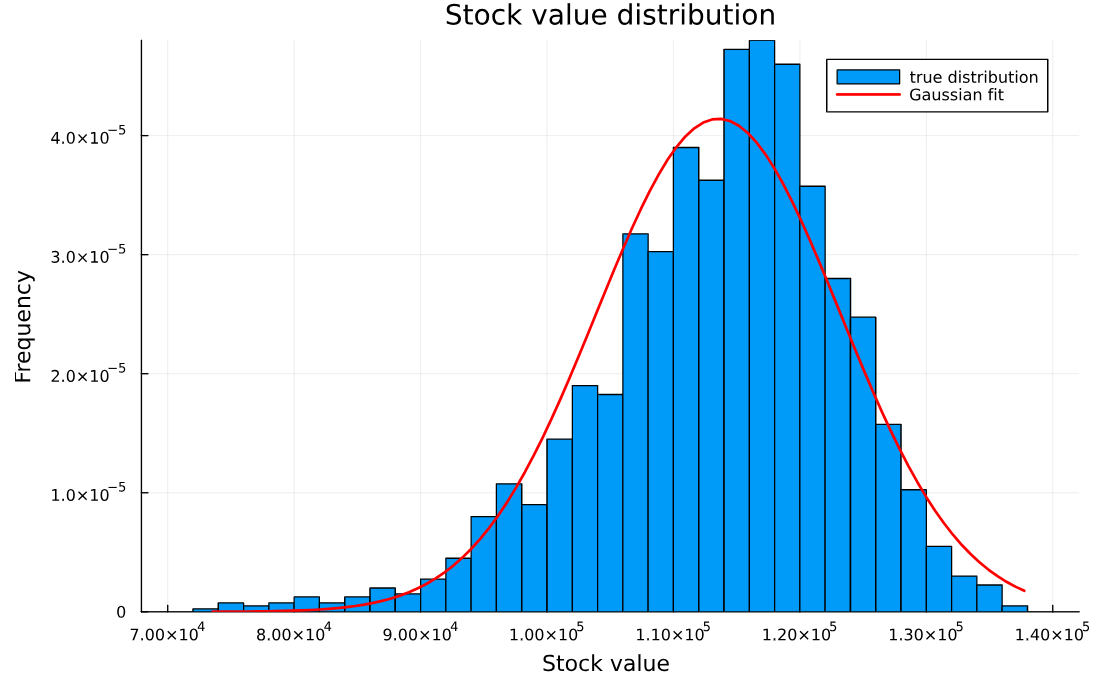 Stock value distribution
true distribution
Gaussian fit
4.0×10⁻⁵
3.0×10⁻⁵
2.0×10⁻⁵
1.0×10⁻⁵
0
Frequency
7.00×10⁴ 8.00×10⁴ 9.00×10⁴ 1.00×10⁵ 1.10×10⁵ 1.20×10⁵ 1.30×10⁵ 1.40×10⁵
Stock value